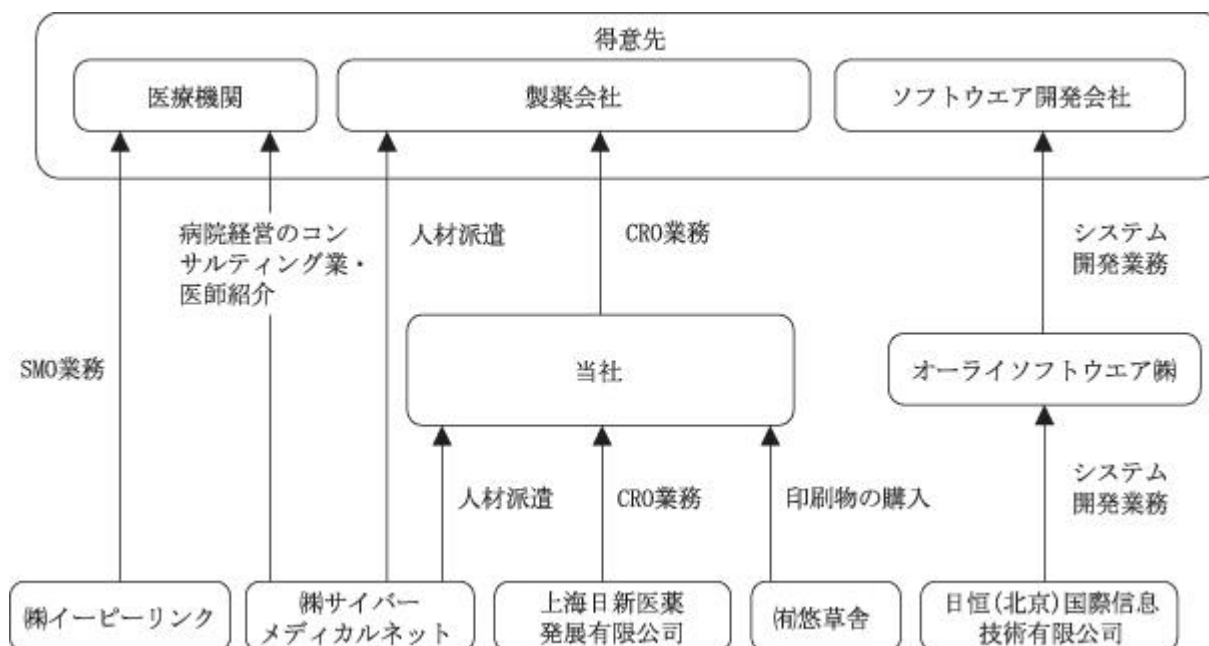 得意先
医療機関
製薬会社
ソフトウエア開発会社
病院経営のコン
サルティング業・
医師紹介
人材派遣
CRO業務
システム
開発業務
SMO業務
当社
オーライソフトウエア㈱
人材派遣
CRO業務
印刷物の購入
システム
開発業務
㈱イーピーリンク
㈱サイバー
メディカルネット
上海日新医薬
発展有限公司
㈲悠草舎
日恒(北京)国際信息
技術有限公司